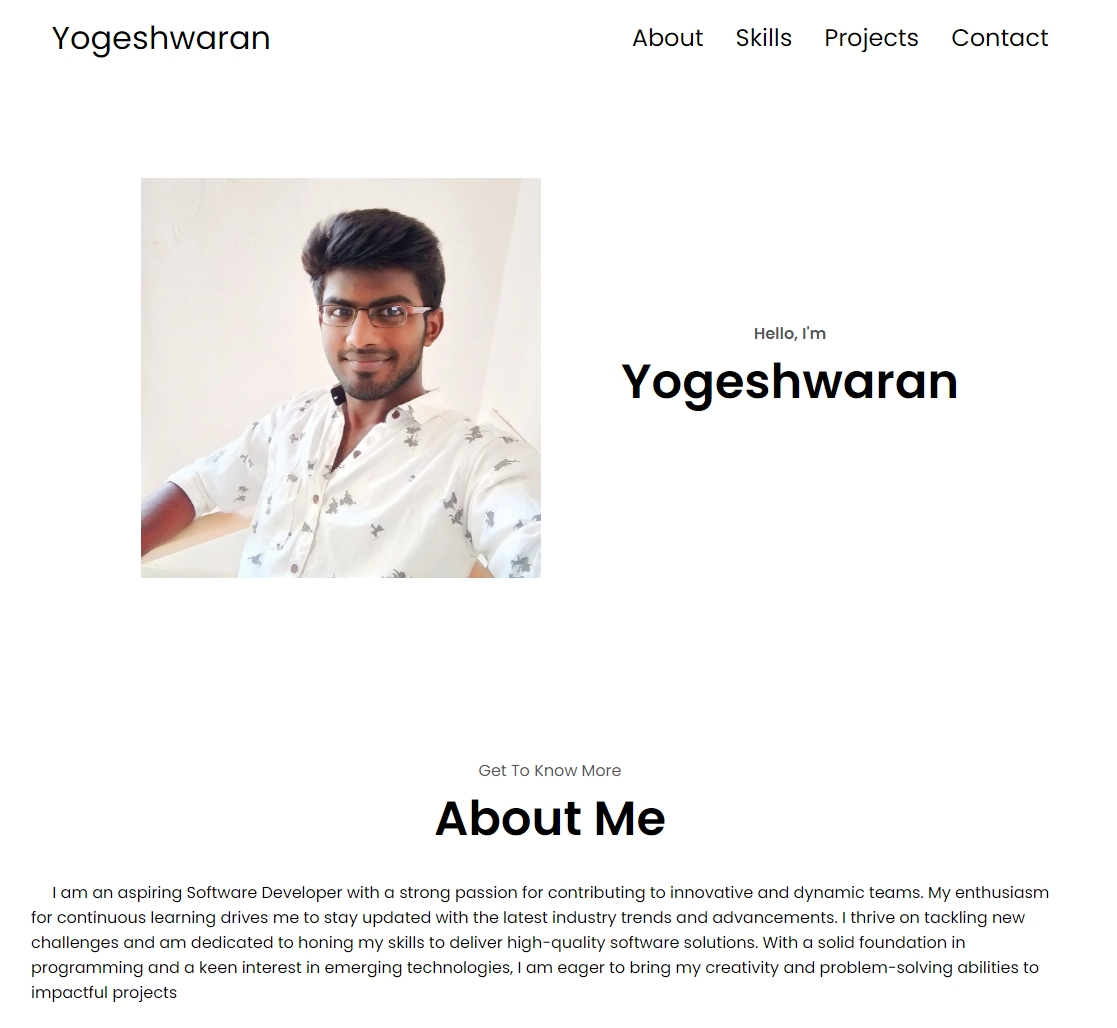 Yogeshwaran
About Skills Projects Contact
Hello, I'm
Yogeshwaran
Get To Know More
About Me
I am an aspiring Software Developer with a strong passion for contributing to innovative and dynamic teams. My enthusiasm
for continuous learning drives me to stay updated with the latest industry trends and advancements. I thrive on tackling new
challenges and am dedicated to honing my skills to deliver high-quality software solutions. With a solid foundation in
programming and a keen interest in emerging technologies, I am eager to bring my creativity and problem-solving abilities to
impactful projects